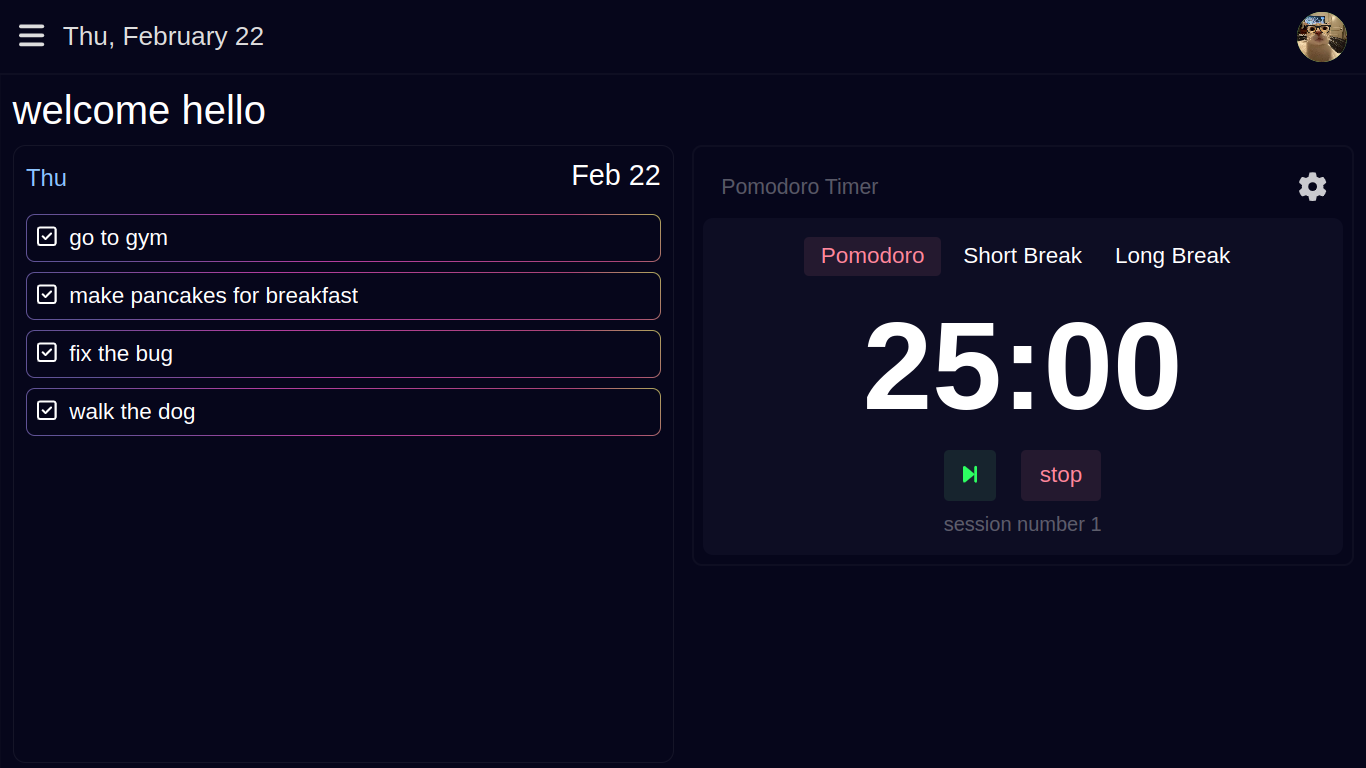 Thu, February 22
welcome hello
Thu
Feb 22
go to gym
make pancakes for breakfast
fix the bug
walk the dog
Pomodoro Timer
Pomodoro
Short Break
Long Break
25:00
stop
session number 1